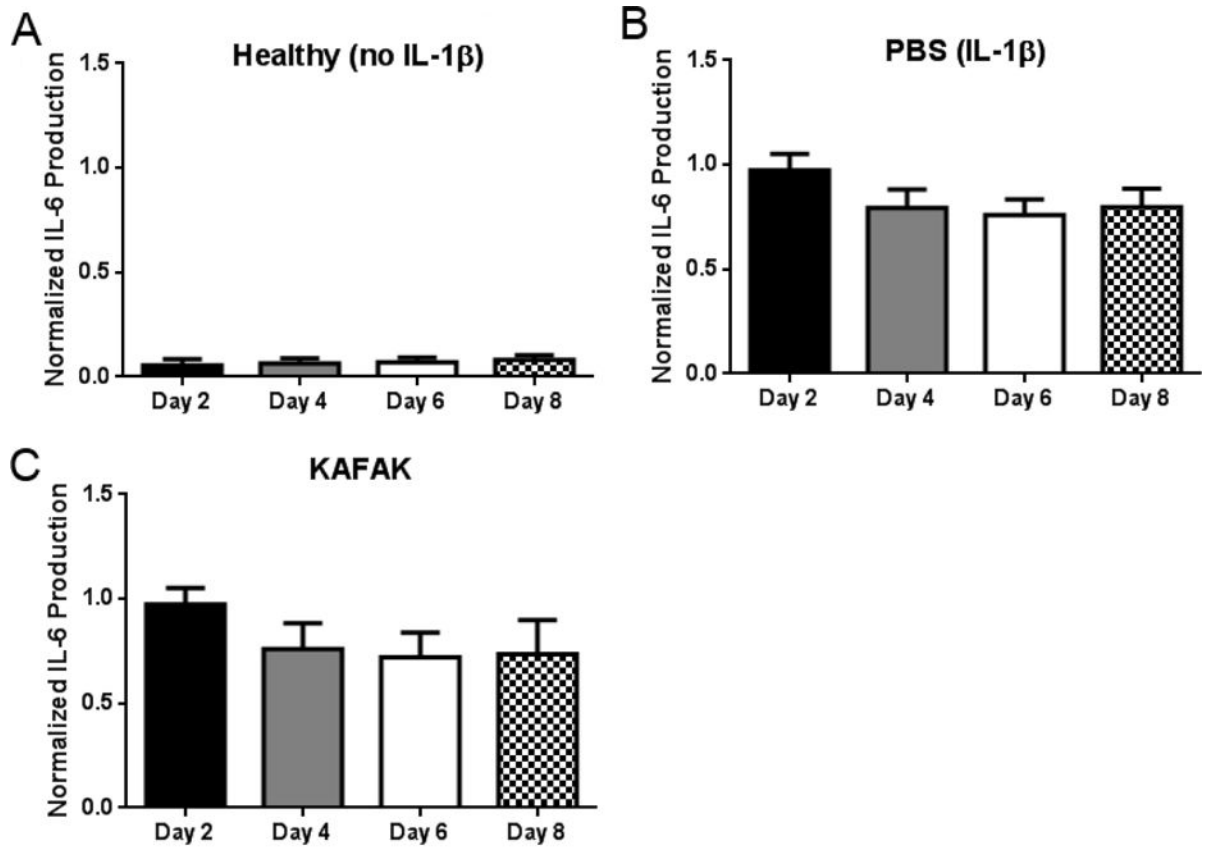 A
Healthy (no IL-1β)
Normalized IL-6 Production
1.5
1.0
0.5
0.0
Day 2 Day 4 Day 6 Day 8
B
PBS (IL-1β)
Normalized IL-6 Production
1.5
1.0
0.5
0.0
Day 2 Day 4 Day 6 Day 8
C
KAFAK
Normalized IL-6 Production
1.5
1.0
0.5
0.0
Day 2 Day 4 Day 6 Day 8